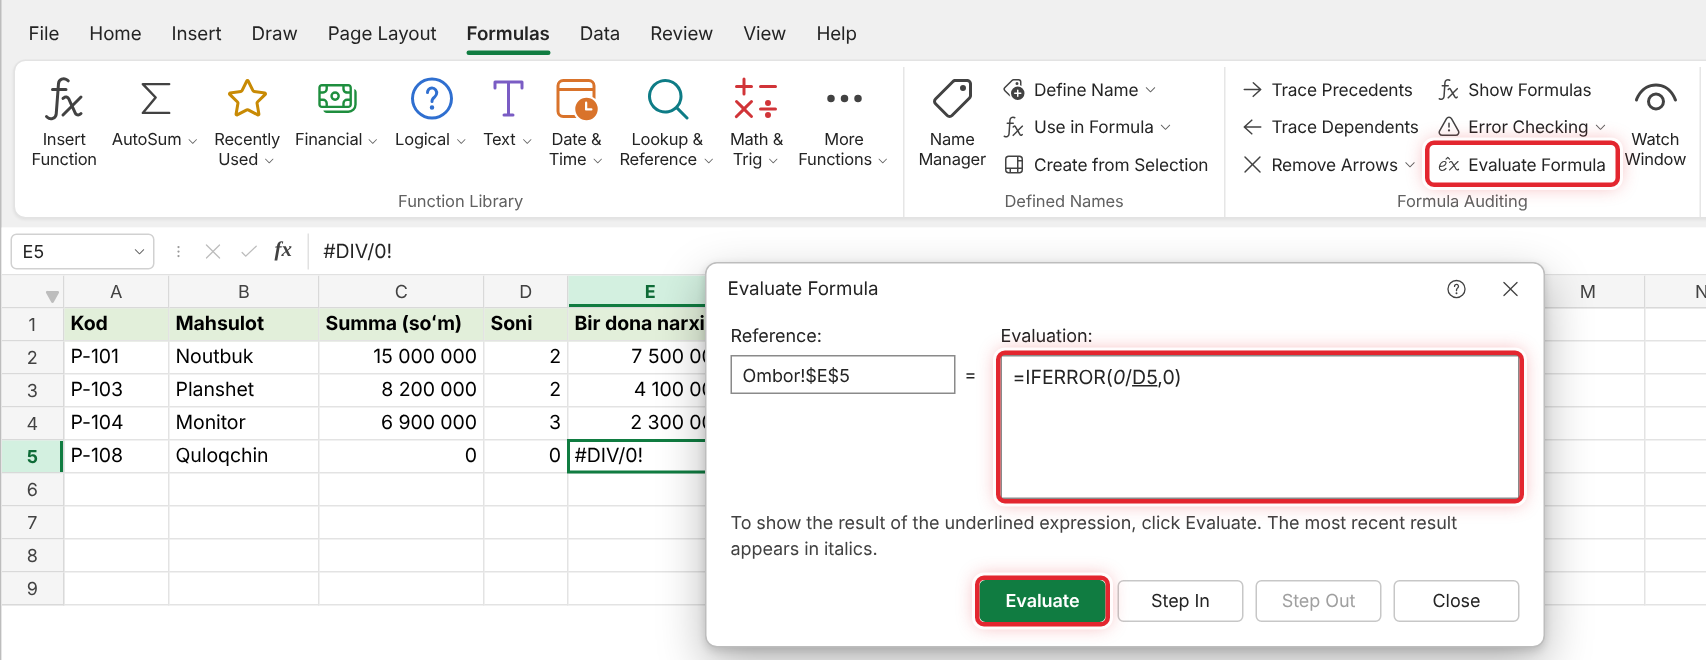 File Home Insert Draw Page Layout Formulas Data Review View Help
Insert Function
AutoSum
Recently Used
Financial
Logical
Text
Date & Time
Lookup & Reference
Math & Trig
More Functions
Function Library
Name Manager
Define Name
Use in Formula
Create from Selection
Defined Names
Trace Precedents
Trace Dependents
Remove Arrows
Show Formulas
Error Checking
Evaluate Formula
Formula Auditing
Watch Window
E5 fx #DIV/0!
A B C D E M N
1 Kod Mahsulot Summa (soʻm) Soni Bir dona narxi
2 P-101 Noutbuk 15 000 000 2 7 500 00
3 P-103 Planshet 8 200 000 2 4 100 00
4 P-104 Monitor 6 900 000 3 2 300 00
5 P-108 Quloqchin 0 0 #DIV/0!
6
7
8
9
Evaluate Formula
Reference: Evaluation:
Ombor!$E$5 = =IFERROR(0/D5,0)
To show the result of the underlined expression, click Evaluate. The most recent result
appears in italics.
Evaluate Step In Step Out Close